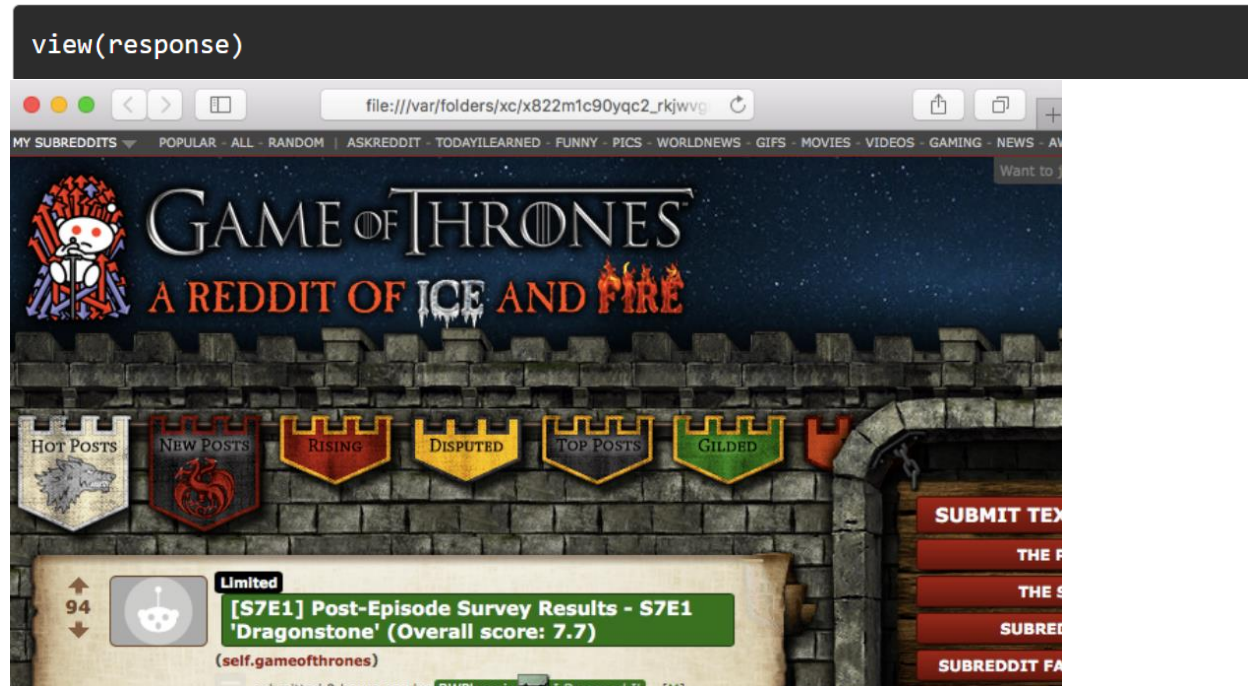 view(response)
file:///var/folders/xc/x822m1c90yqc2_rkjwvg
MY SUBREDDITS POPULAR - ALL - RANDOM | ASKREDDIT - TODAYILEARNED - FUNNY - PICS - WORLDNEWS - GIFS - MOVIES - VIDEOS - GAMING - NEWS -
Want to
GAME OF THRONES
A REDDIT OF ICE AND FIRE
HOT POSTS NEW POSTS RISING DISPUTED TOP POSTS GILDED
SUBMIT TEX
THE
THE
SUBRED
SUBREDDIT FA
94
Limited
[S7E1] Post-Episode Survey Results - S7E1
'Dragonstone' (Overall score: 7.7)
(self.gameofthrones)